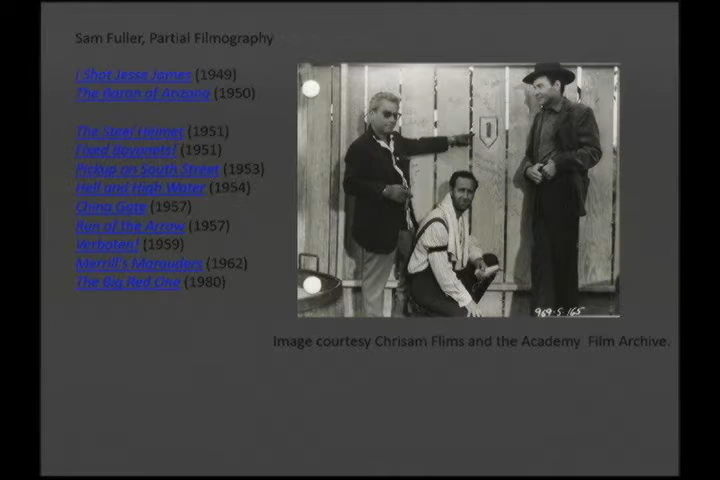 Sam Fuller, Partial Filmography
I Shot Jesse James (1949)
The Baron of Arizona (1950)
The Steel Helmet (1951)
Fixed Bayonets! (1951)
Pickup on South Street (1953)
Hell and High Water (1954)
China Gate (1957)
Run of the Arrow (1957)
Verboten! (1959)
Merrill's Marauders (1962)
The Big Red One (1980)
1
969-5-165
Image courtesy Chrisam Flims and the Academy Film Archive.